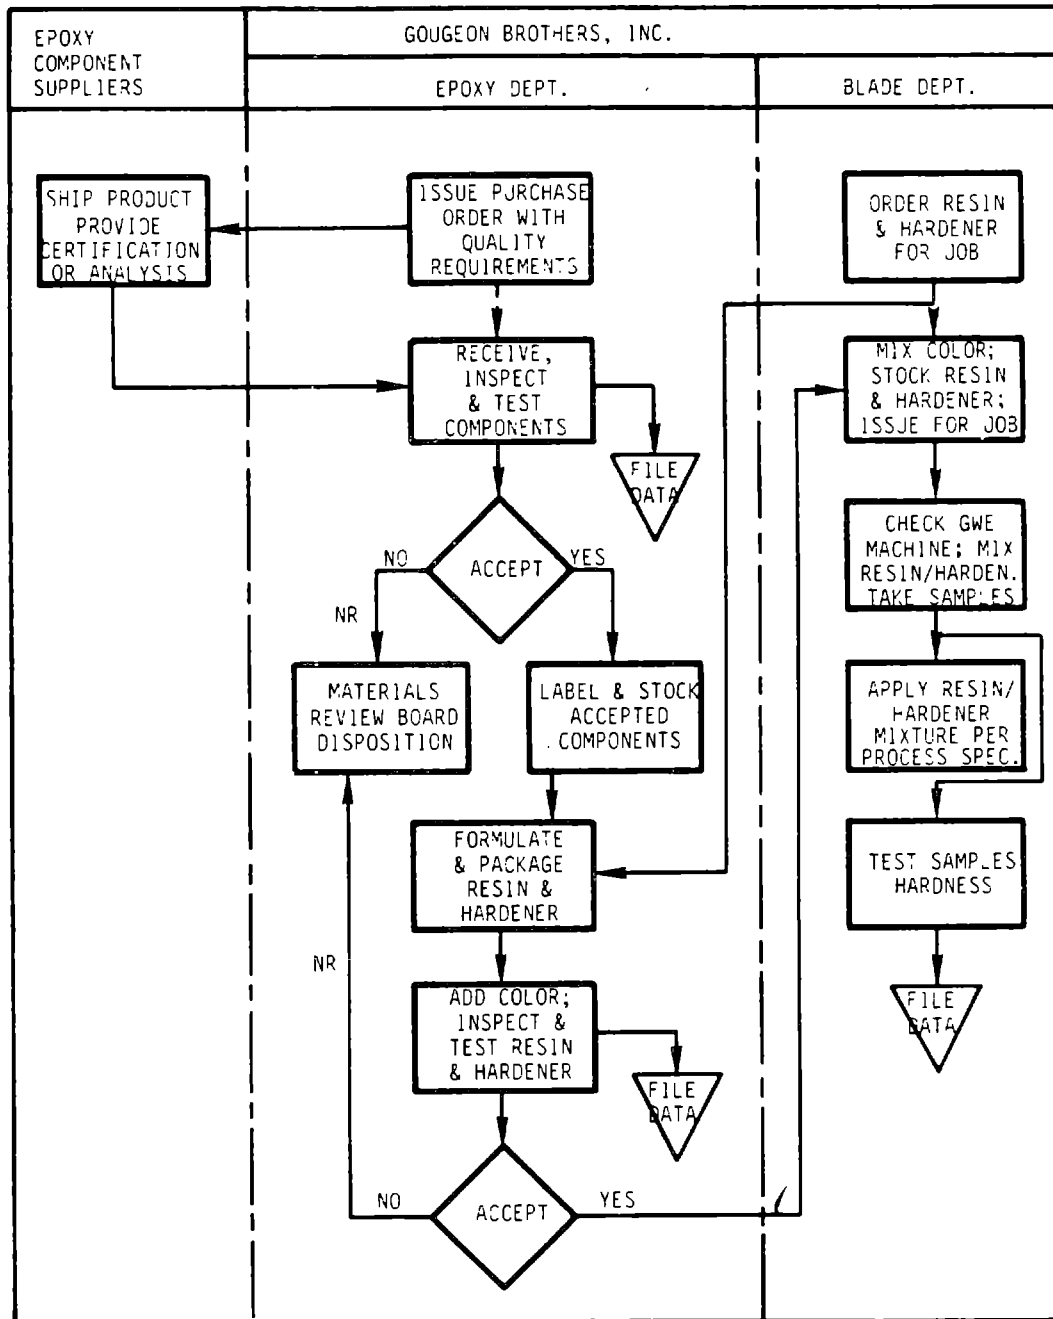 EPOXY
COMPONENT
SUPPLIERS
GOUGEON BROTHERS, INC.
EPOXY DEPT.
BLADE DEPT.
SHIP PRODUCT
PROVIDE
CERTIFICATION
OR ANALYSIS
ISSUE PURCHASE
ORDER WITH
QUALITY
REQUIREMENTS
ORDER RESIN
& HARDENER
FOR JOB
RECEIVE,
INSPECT
& TEST
COMPONENTS
FILE
DATA
MIX COLOR;
STOCK RESIN
& HARDENER;
ISSUE FOR JOB
ACCEPT
NO
YES
NR
CHECK GWE
MACHINE; MIX
RESIN/HARDEN.
TAKE SAMPLES
MATERIALS
REVIEW BOARD
DISPOSITION
LABEL & STOCK
ACCEPTED
COMPONENTS
APPLY RESIN/
HARDENER
MIXTURE PER
PROCESS SPEC.
FORMULATE
& PACKAGE
RESIN &
HARDENER
TEST SAMPLES
HARDNESS
NR
ADD COLOR;
INSPECT &
TEST RESIN
& HARDENER
FILE
DATA
FILE
DATA
NO
ACCEPT
YES